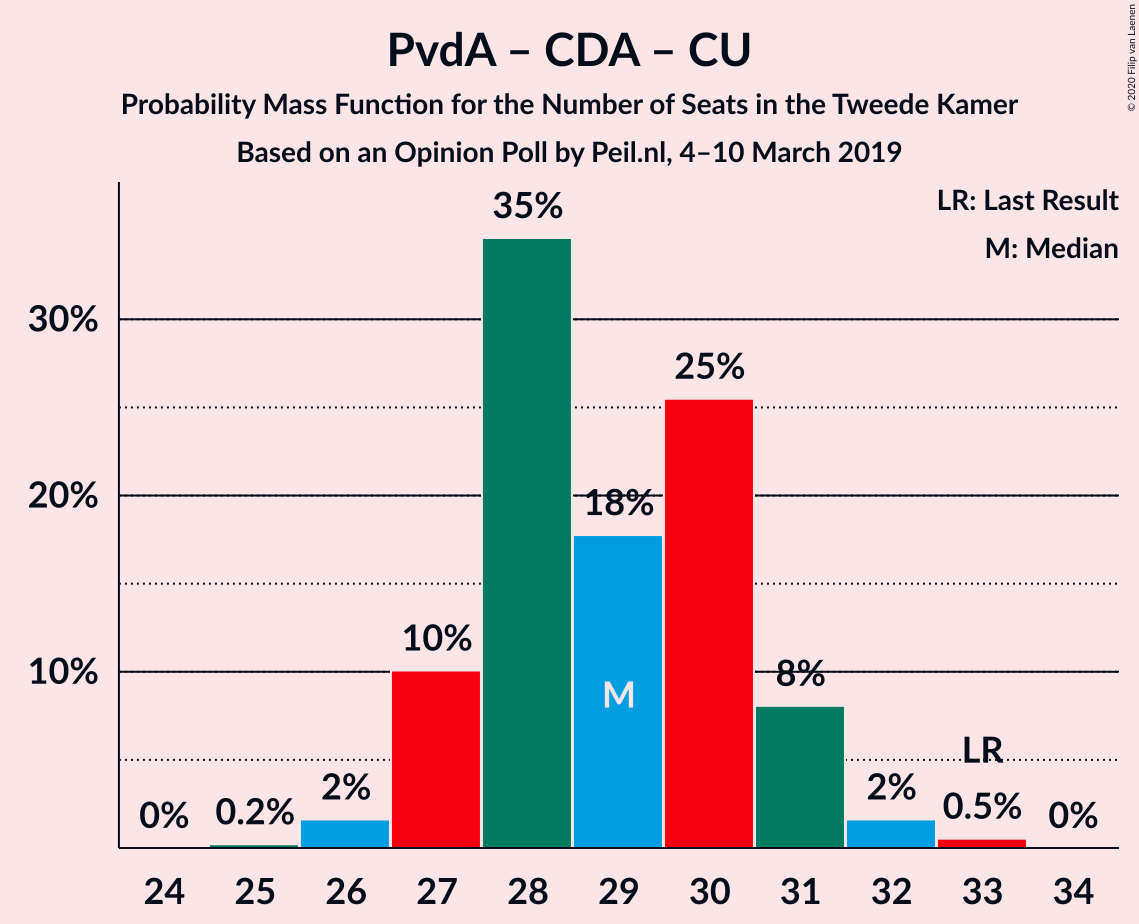 PvdA – CDA – CU
Probability Mass Function for the Number of Seats in the Tweede Kamer
Based on an Opinion Poll by Peil.nl, 4–10 March 2019
© 2020 Filip van Laenen
LR: Last Result
M: Median
35%
30%
25%
20%
18%
10%
10%
8%
M
LR
2%
2%
0.5%
0%
0.2%
0%
24 25 26 27 28 29 30 31 32 33 34